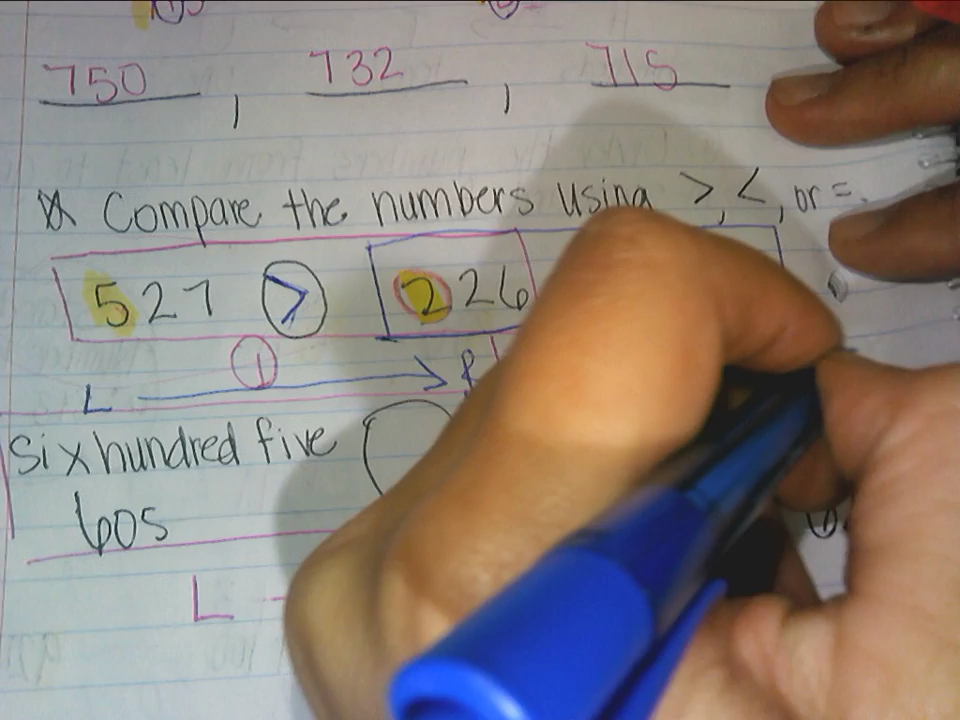 750, 732, 715
Compare the numbers using >, <, or =.
527 > 226
1
L R
six hundred five
605
L